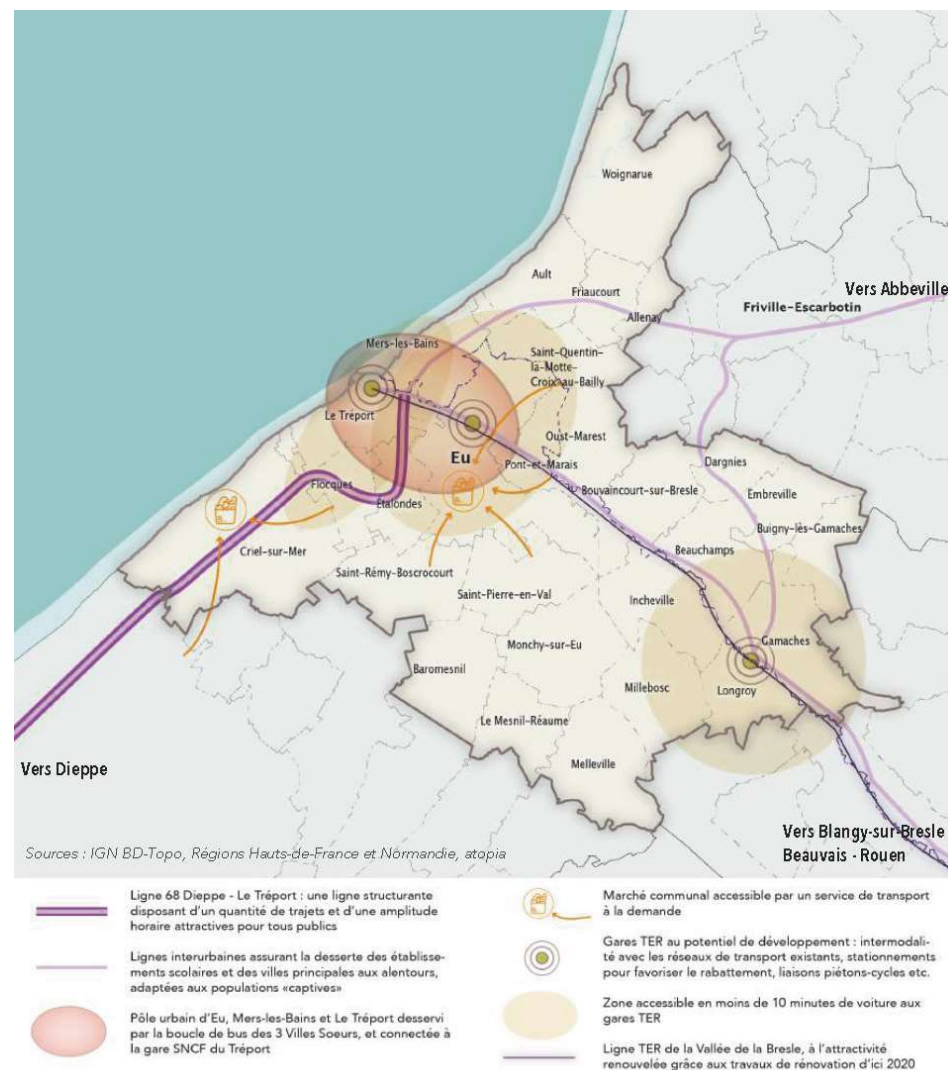 Woignarue
Ault
Friaucourt
Vers Abbeville
Friville-Escarbotin
Allenay
Mers-les-Bains
Saint-Quentin-
la-Motte-
Croix-au-Bailly
Le Tréport
Oust-Marest
Eu
Pont-et-Marais
Dargnies
Flocques
Bouvaincourt-sur-Bresle
Embreville
Étalondes
Buigny-lès-Gamaches
Criel-sur-Mer
Beauchamps
Saint-Rémy-Boscrocourt
Saint-Pierre-en-Val
Incheville
Monchy-sur-Eu
Gamaches
Baromesnil
Millebosc
Longroy
Le Mesnil-Réaume
Melleville
Vers Dieppe
Vers Blangy-sur-Bresle
Beauvais - Rouen
Sources : IGN BD-Topo, Régions Hauts-de-France et Normandie, atopia
Ligne 68 Dieppe - Le Tréport : une ligne structurante
disposant d'un quantité de trajets et d'une amplitude
horaire attractives pour tous publics
Lignes interurbaines assurant la desserte des établisse-
ments scolaires et des villes principales aux alentours,
adaptées aux populations «captives»
Pôle urbain d'Eu, Mers-les-Bains et Le Tréport desservi
par la boucle de bus des 3 Villes Soeurs, et connectée à
la gare SNCF du Tréport
Marché communal accessible par un service de transport
à la demande
Gares TER au potentiel de développement : intermodali-
té avec les réseaux de transport existants, stationnements
pour favoriser le rabattement, liaisons piétons-cycles etc.
Zone accessible en moins de 10 minutes de voiture aux
gares TER
Ligne TER de la Vallée de la Bresle, à l'attractivité
renouvelée grâce aux travaux de rénovation d'ici 2020